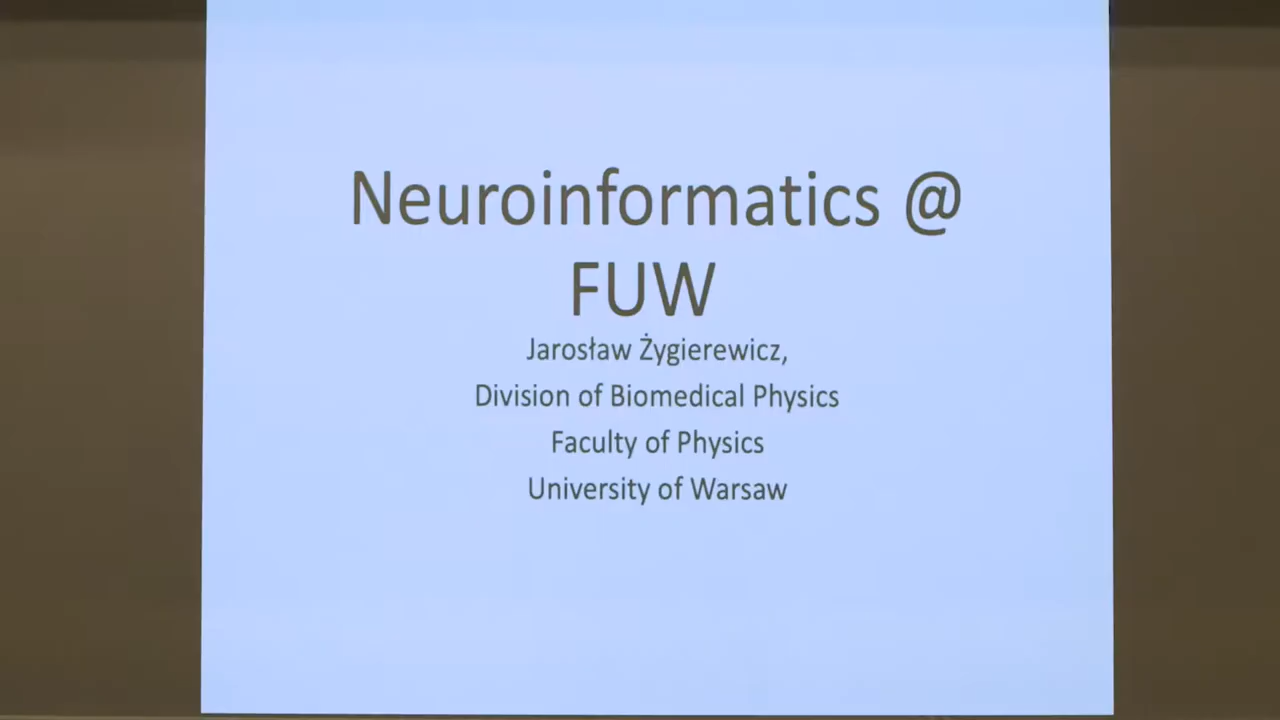 Neuroinformatics @
FUW
Jarosław Żygierewicz,
Division of Biomedical Physics
Faculty of Physics
University of Warsaw